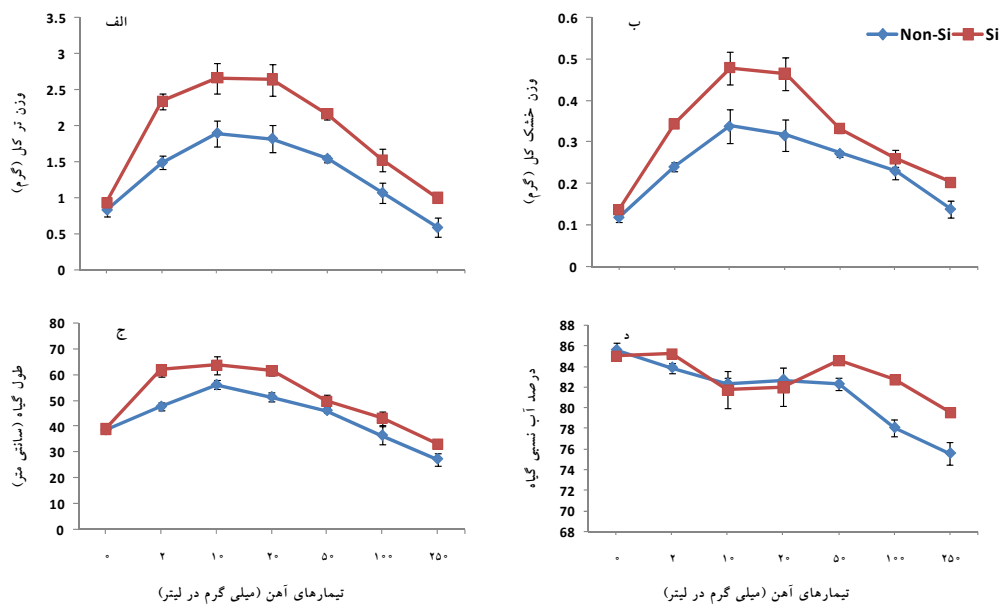 الف
3.5
3
2.5
2
1.5
1
0.5
0
وزن تر کل (گرم)
ب
Non-Si
Si
0.6
0.5
0.4
0.3
0.2
0.1
0
وزن خشک کل (گرم)
ج
80
70
60
50
40
30
20
10
0
طول گیاه (سانتی متر)
۰ ۲ ۱۰ ۲۰ ۵۰ ۱۰۰ ۲۵۰
تیمارهای آهن (میلی گرم در لیتر)
د
88
86
84
82
80
78
76
74
72
70
68
درصد آب نسبی گیاه
۰ ۲ ۱۰ ۲۰ ۵۰ ۱۰۰ ۲۵۰
تیمارهای آهن (میلی گرم در لیتر)